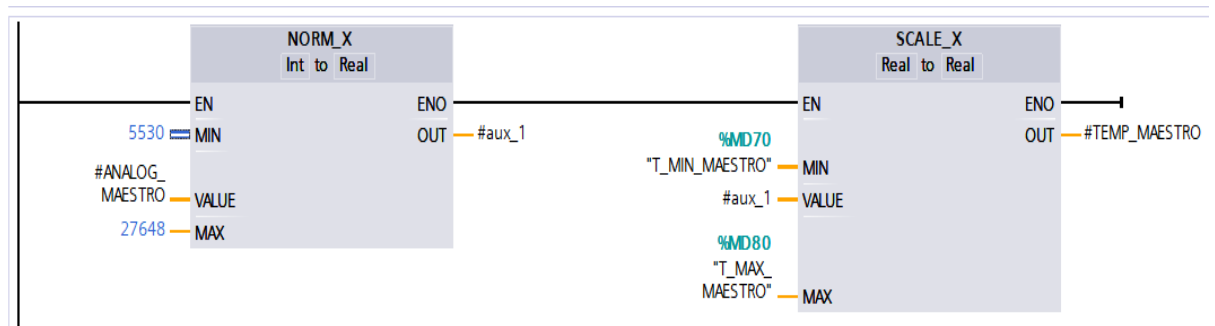 NORM_X
Int to Real
EN
ENO
5530
MIN
OUT
#aux_1
#ANALOG_
MAESTRO
VALUE
27648
MAX
SCALE_X
Real to Real
EN
ENO
%MD70
"T_MIN_MAESTRO"
MIN
OUT
#TEMP_MAESTRO
#aux_1
VALUE
%MD80
"T_MAX_
MAESTRO"
MAX